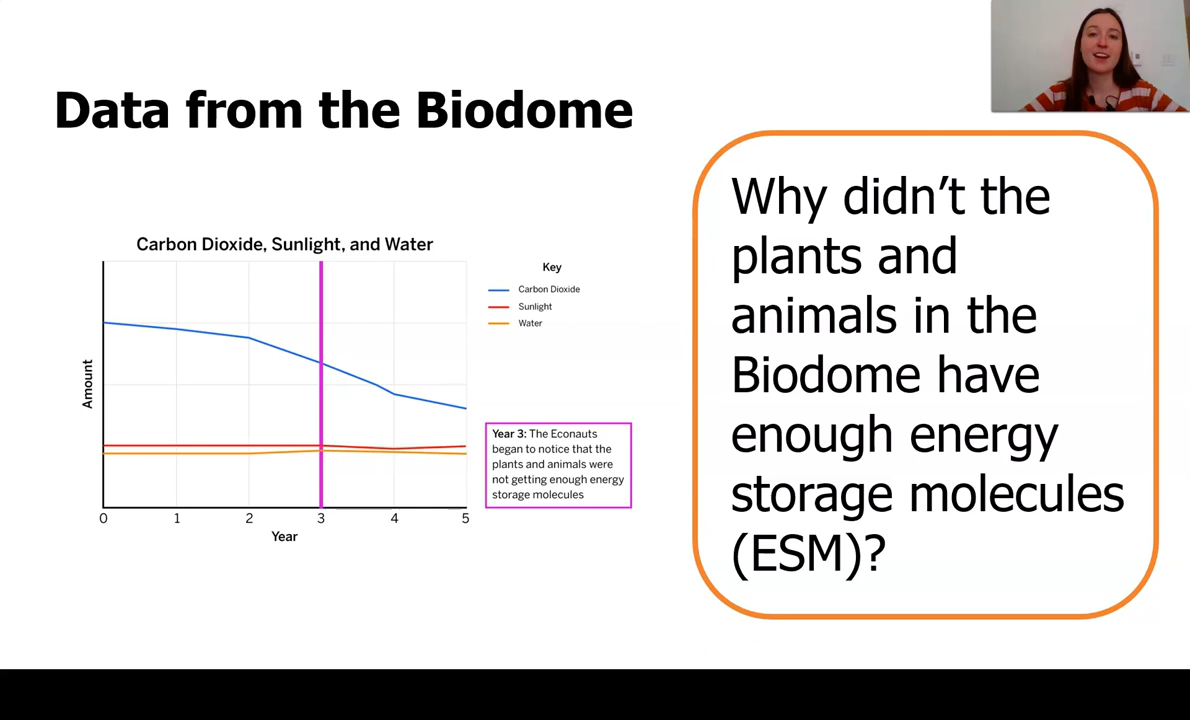 Data from the Biodome
Carbon Dioxide, Sunlight, and Water
Key
Carbon Dioxide
Sunlight
Water
Amount
Year 3: The Econauts
began to notice that the
plants and animals were
not getting enough energy
storage molecules
0 1 2 3 4 5
Year
Why didn’t the
plants and
animals in the
Biodome have
enough energy
storage molecules
(ESM)?